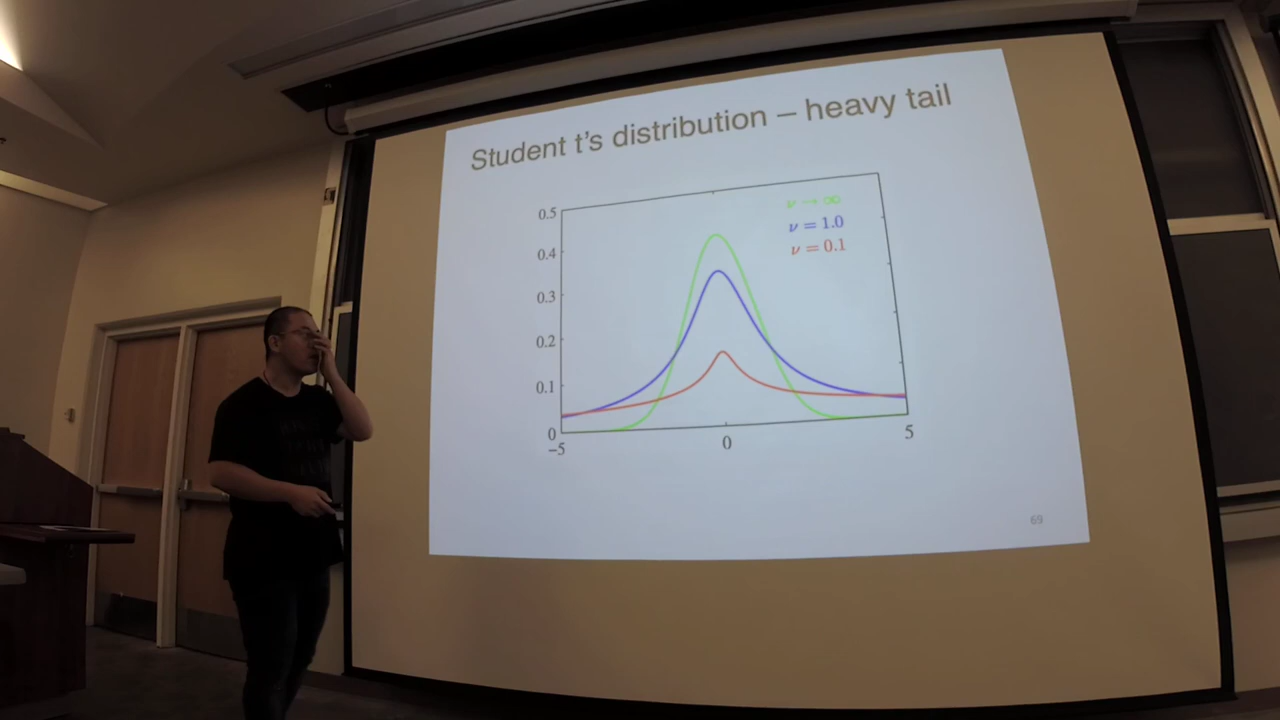 Student t's distribution – heavy tail
ν → ∞
ν = 1.0
ν = 0.1
0.5
0.4
0.3
0.2
0.1
0
−5
0
5
69